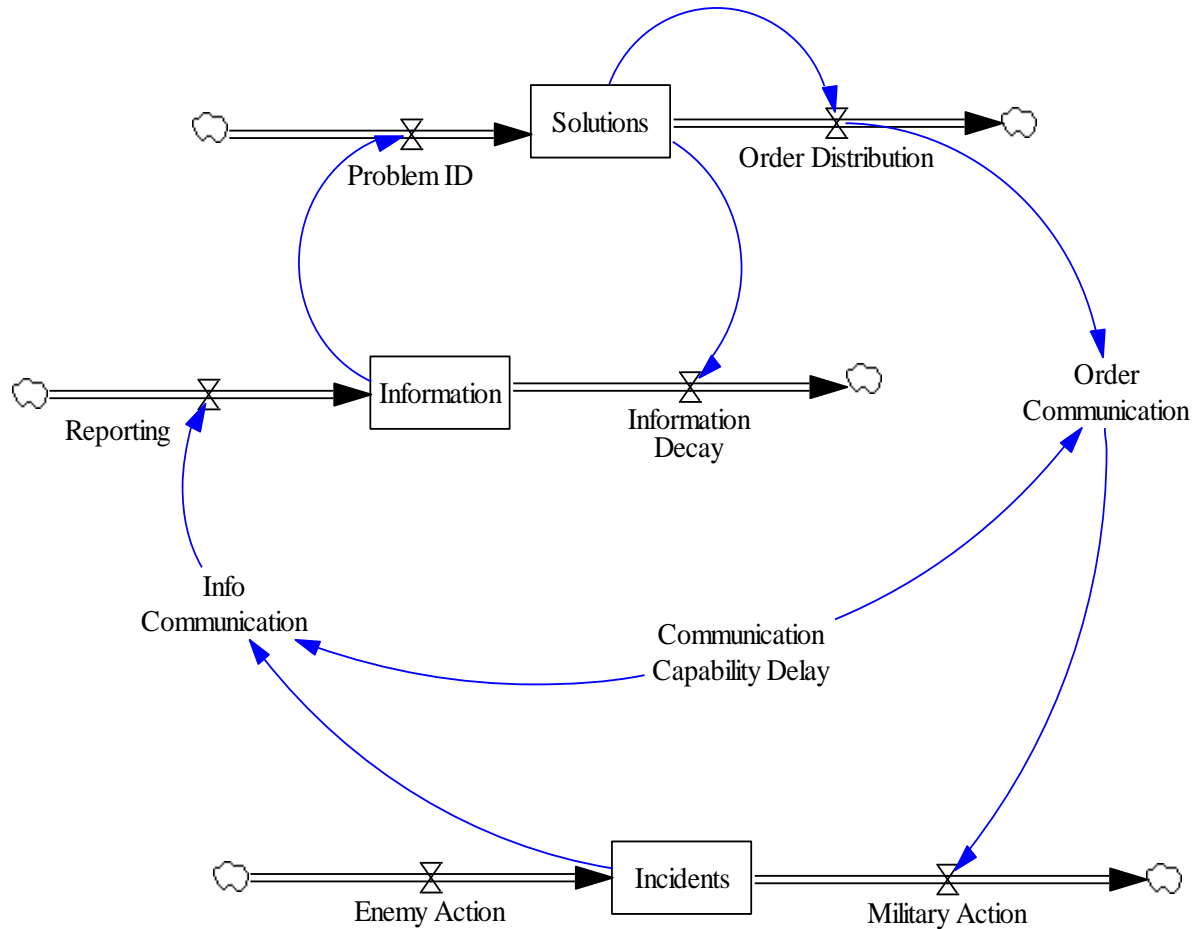 Solutions
Order Distribution
Problem ID
Information
Reporting
Information
Decay
Order
Communication
Info
Communication
Communication
Capability Delay
Incidents
Enemy Action
Military Action